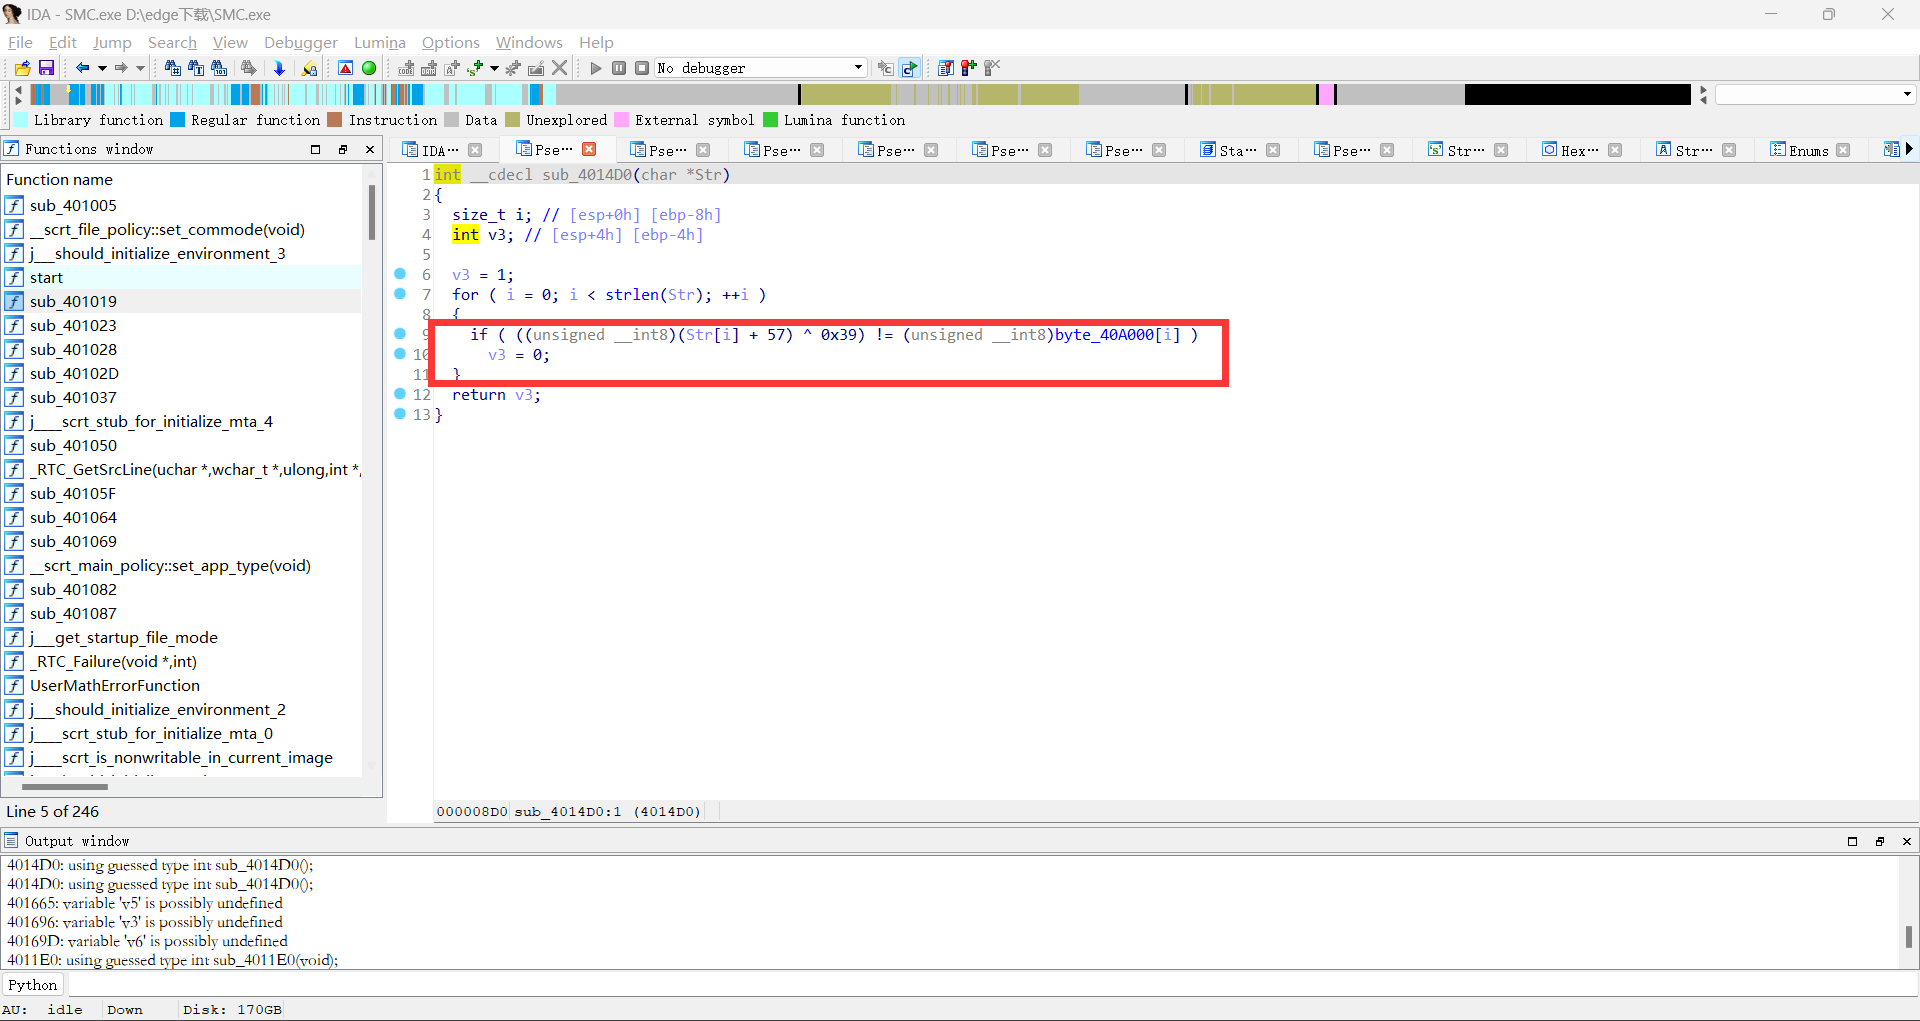 IDA - SMC.exe D:\edge下载\SMC.exe
File Edit Jump Search View Debugger Lumina Options Windows Help
No debugger
Library function Regular function Instruction Data Unexplored External symbol Lumina function
Functions window
IDA··· Pse··· Pse··· Pse··· Pse··· Pse··· Pse··· Sta··· Pse··· Str··· Hex··· Str··· Enums
Function name
sub_401005
__scrt_file_policy::set_commode(void)
j___should_initialize_environment_3
start
sub_401019
sub_401023
sub_401028
sub_40102D
sub_401037
j____scrt_stub_for_initialize_mta_4
sub_401050
_RTC_GetSrcLine(uchar *,wchar_t *,ulong,int *,
sub_40105F
sub_401064
sub_401069
__scrt_main_policy::set_app_type(void)
sub_401082
sub_401087
j___get_startup_file_mode
_RTC_Failure(void *,int)
UserMathErrorFunction
j___should_initialize_environment_2
j____scrt_stub_for_initialize_mta_0
j____scrt_is_nonwritable_in_current_image
Line 5 of 246
1 int __cdecl sub_4014D0(char *Str)
2 {
3 size_t i; // [esp+0h] [ebp-8h]
4 int v3; // [esp+4h] [ebp-4h]
5
6 v3 = 1;
7 for ( i = 0; i < strlen(Str); ++i )
8 {
9 if ( ((unsigned __int8)(Str[i] + 57) ^ 0x39) != (unsigned __int8)byte_40A000[i] )
10 v3 = 0;
11 }
12 return v3;
13 }
000008D0 sub_4014D0:1 (4014D0)
Output window
4014D0: using guessed type int sub_4014D0();
4014D0: using guessed type int sub_4014D0();
401665: variable 'v5' is possibly undefined
401696: variable 'v3' is possibly undefined
40169D: variable 'v6' is possibly undefined
4011E0: using guessed type int sub_4011E0(void);
Python
AU: idle Down Disk: 170GB